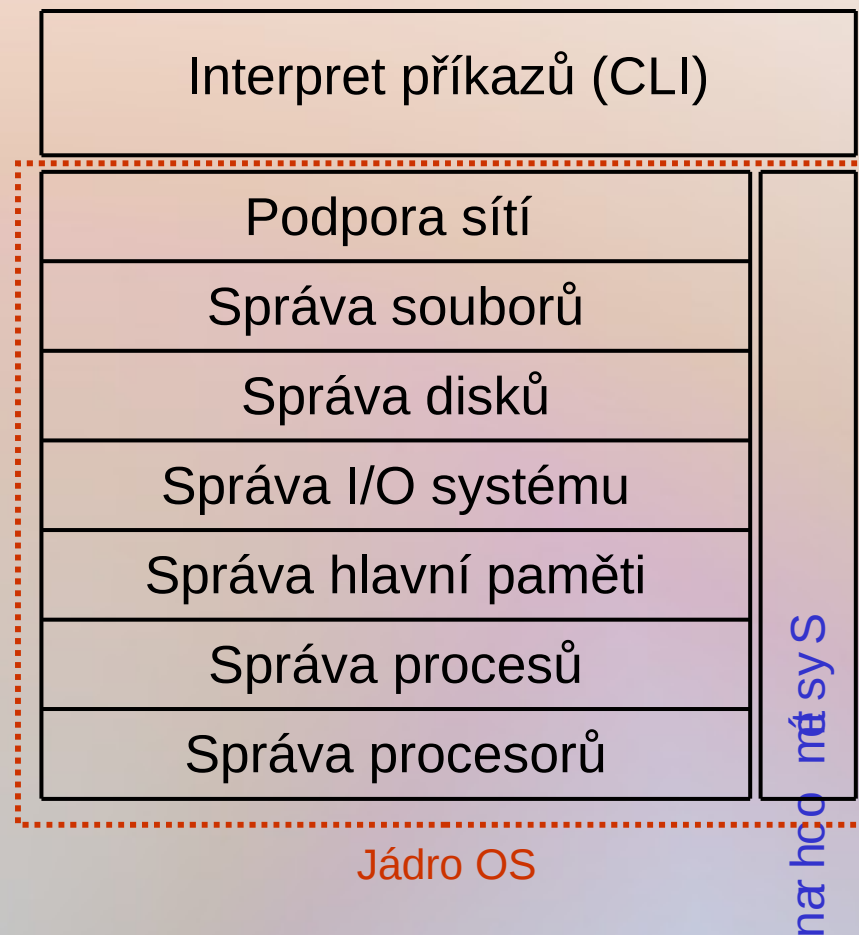 Interpret příkazů (CLI)
Podpora sítí
Správa souborů
Správa disků
Správa I/O systému
Správa hlavní paměti
Správa procesů
Správa procesorů
Jádro OS